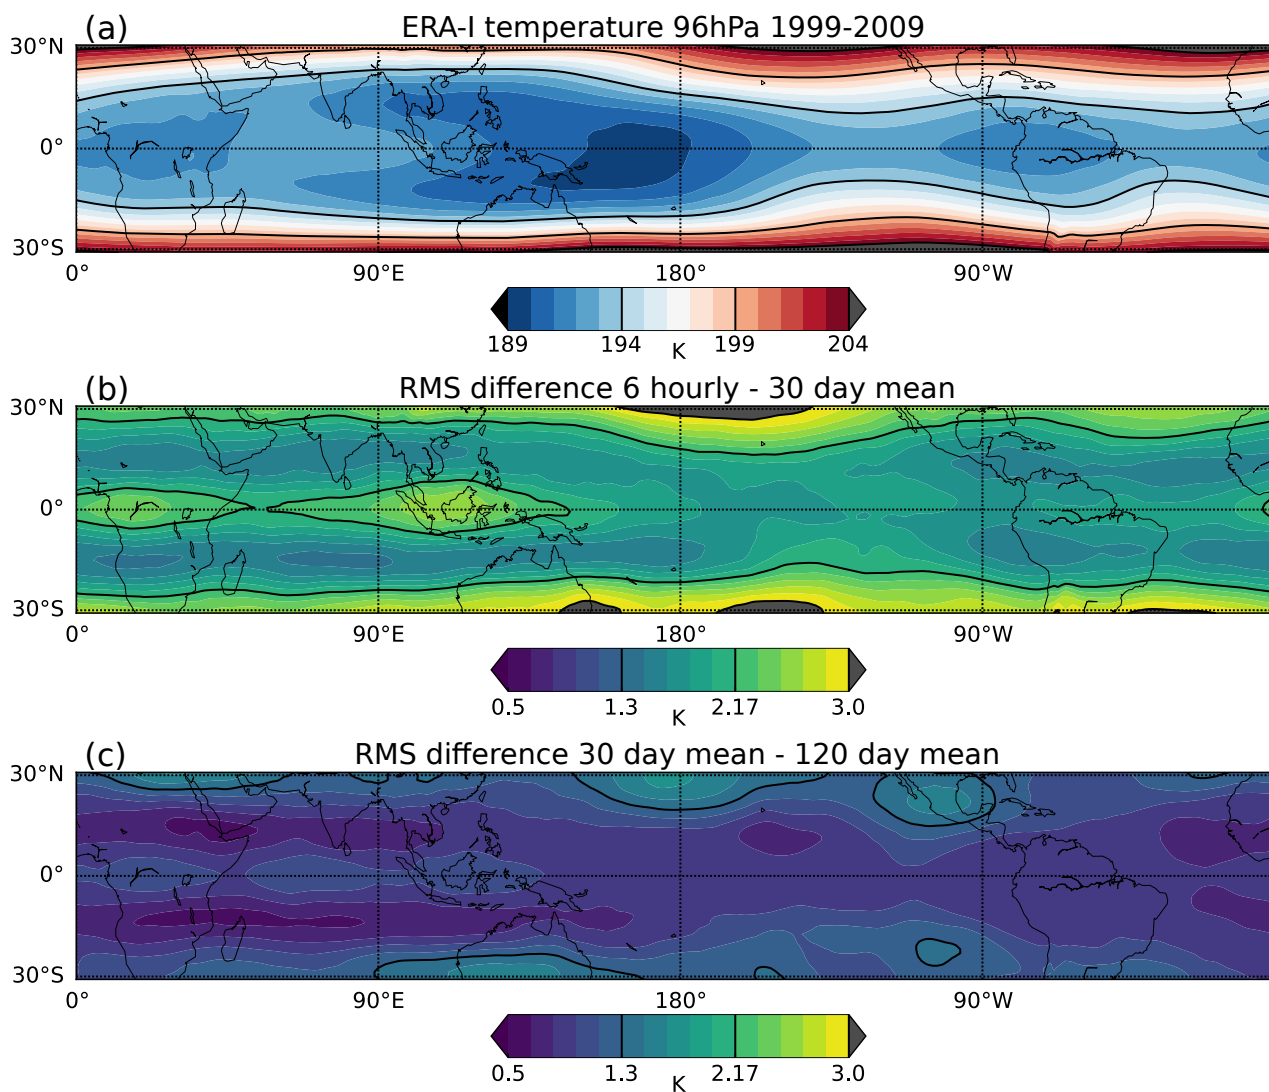 (a) ERA-I temperature 96hPa 1999-2009
30°N
0°
30°S
0° 90°E 180° 90°W
189 194 199 204
K
(b) RMS difference 6 hourly - 30 day mean
30°N
0°
30°S
0° 90°E 180° 90°W
0.5 1.3 2.17 3.0
K
(c) RMS difference 30 day mean - 120 day mean
30°N
0°
30°S
0° 90°E 180° 90°W
0.5 1.3 2.17 3.0
K